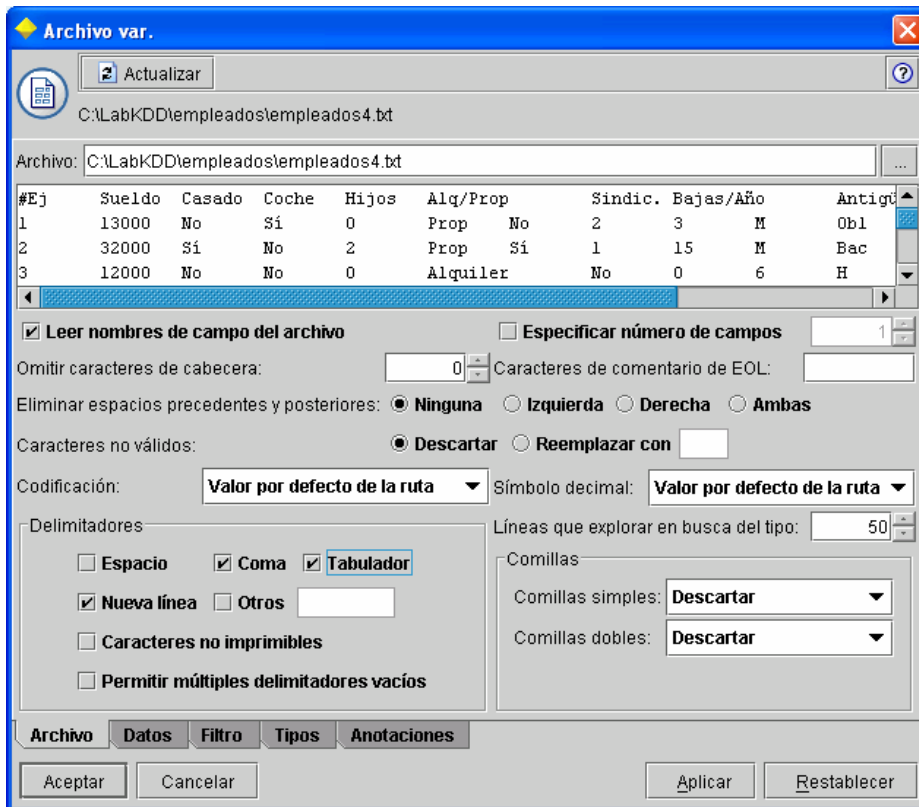 Archivo var.
Actualizar
C:\LabKDD\empleados\empleados4.txt
Archivo: C:\LabKDD\empleados\empleados4.txt ...
#Ej Sueldo Casado Coche Hijos Alq/Prop Sindic. Bajas/Año Antigü
1 13000 No Sí 0 Prop No 2 3 M Obl
2 32000 Sí No 2 Prop Sí 1 15 M Bac
3 12000 No No 0 Alquiler No 0 6 H
Leer nombres de campo del archivo Especificar número de campos 1
Omitir caracteres de cabecera: 0 Caracteres de comentario de EOL:
Eliminar espacios precedentes y posteriores: Ninguna Izquierda Derecha Ambas
Caracteres no válidos: Descartar Reemplazar con
Codificación: Valor por defecto de la ruta Símbolo decimal: Valor por defecto de la ruta
Delimitadores Líneas que explorar en busca del tipo: 50
Espacio Coma Tabulador Comillas
Nueva línea Otros Comillas simples: Descartar
Caracteres no imprimibles Comillas dobles: Descartar
Permitir múltiples delimitadores vacíos
Archivo Datos Filtro Tipos Anotaciones
Aceptar Cancelar Aplicar Restablecer